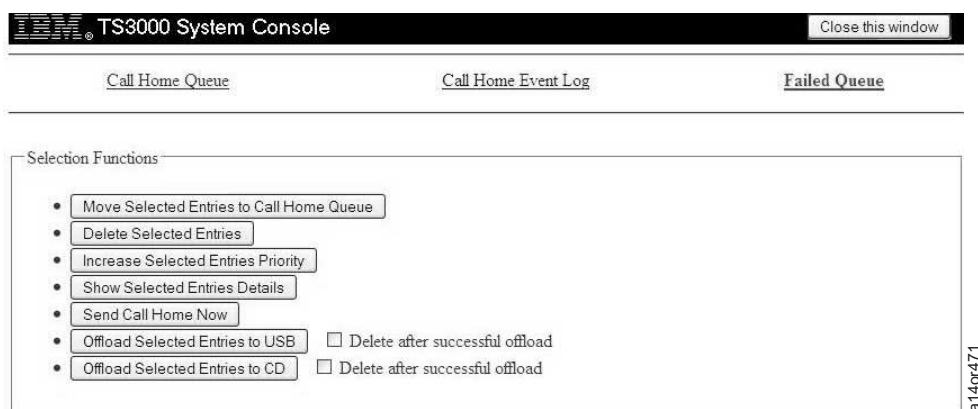 IBM® TS3000 System Console
Close this window
Call Home Queue
Call Home Event Log
Failed Queue
Selection Functions
Move Selected Entries to Call Home Queue
Delete Selected Entries
Increase Selected Entries Priority
Show Selected Entries Details
Send Call Home Now
Offload Selected Entries to USB
Delete after successful offload
Offload Selected Entries to CD
Delete after successful offload
a14or471